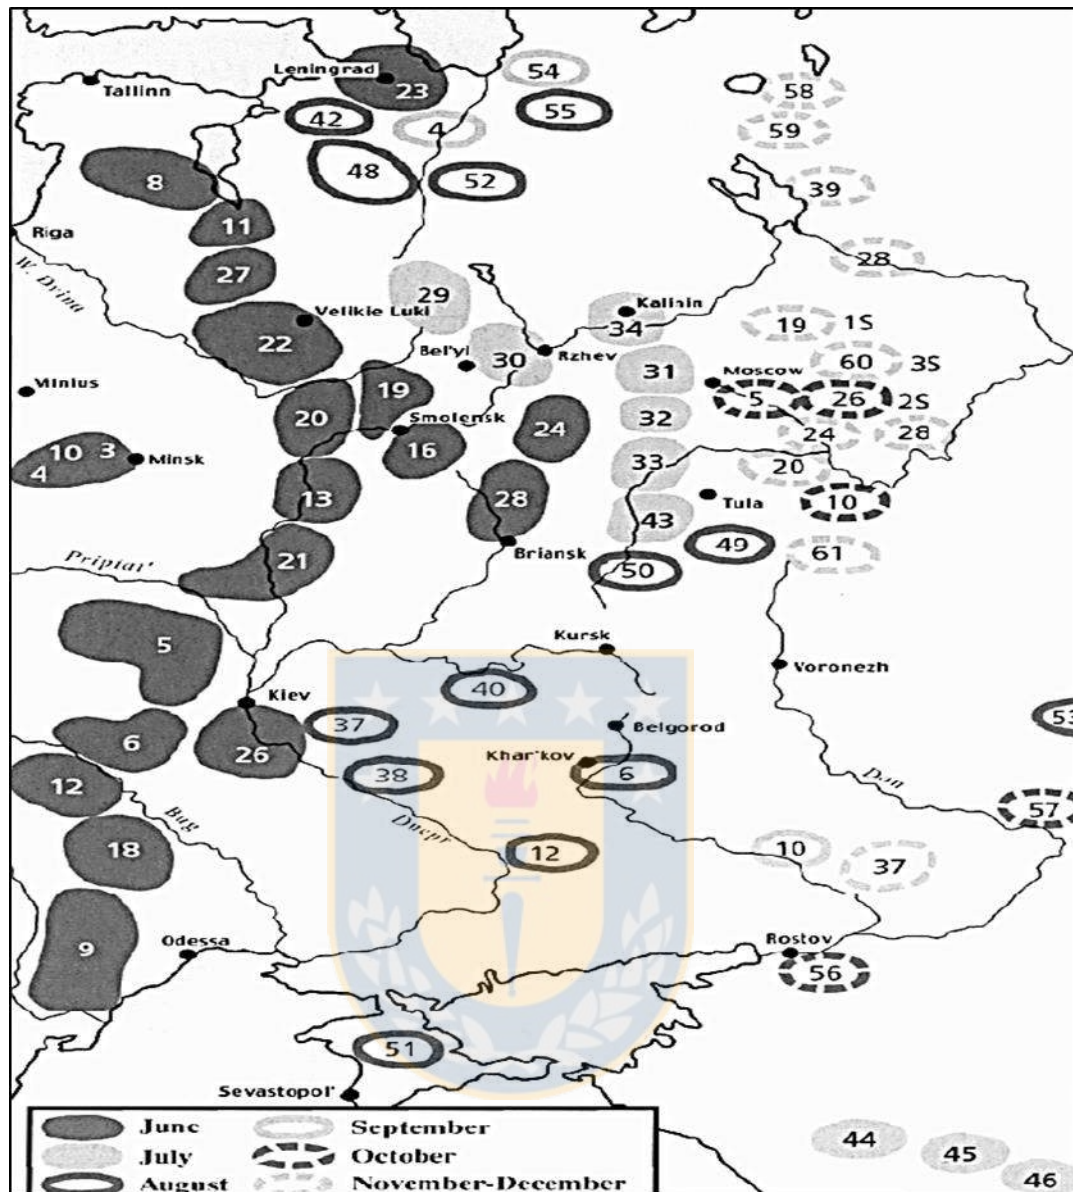 Leningrad
23
54
Tallinn
42
4
55
58
59
8
48
52
39
11
Riga
27
28
W. Dvina
29
Kalinin
Velikie Luki
34
19
1S
22
Bel'yi
30
Rzhev
31
60
3S
Vilnius
19
Moscow
5
26
2S
20
Smolensk
32
24
16
24
28
10
3
4
Minsk
33
20
13
28
Tula
10
43
21
Briansk
49
Priptat'
50
61
5
Kursk
Voronezh
Kiev
40
6
26
37
Belgorod
53
Khar'kov
12
38
6
Don
57
Bug
Dnepr
18
12
10
37
9
Odessa
Rostov
56
51
Sevastopol'
June
September
44
July
October
45
August
November-December
46